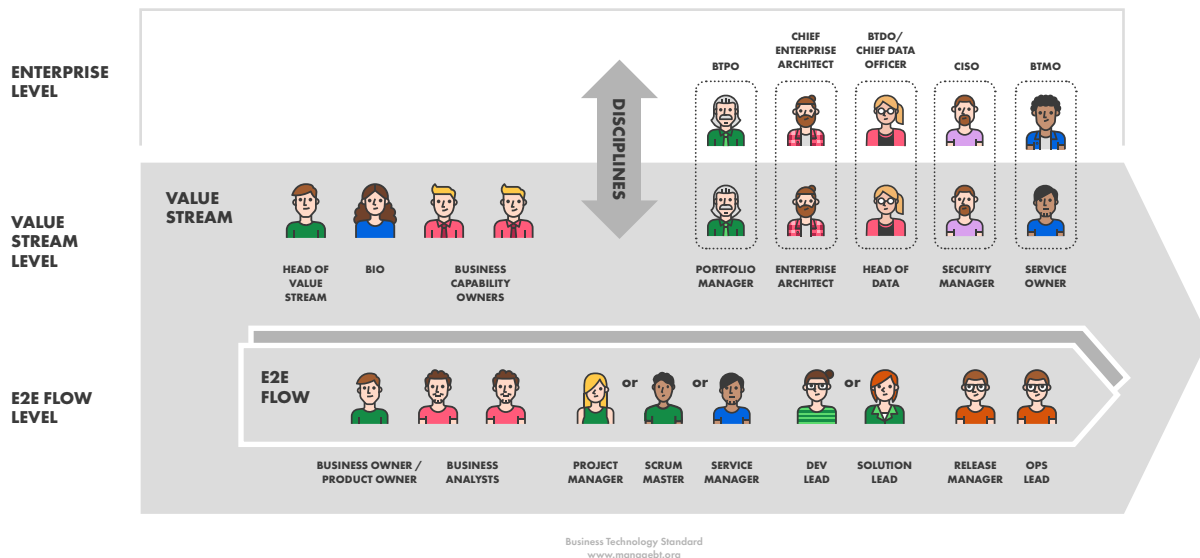 ENTERPRISE
LEVEL
CHIEF
ENTERPRISE
ARCHITECT
BTDO/
CHIEF DATA
OFFICER
BTPO
CISO
BTMO
DISCIPLINES
VALUE
STREAM
LEVEL
VALUE
STREAM
HEAD OF
VALUE
STREAM
BIO
BUSINESS
CAPABILITY
OWNERS
PORTFOLIO
MANAGER
ENTERPRISE
ARCHITECT
HEAD OF
DATA
SECURITY
MANAGER
SERVICE
OWNER
E2E FLOW
LEVEL
E2E
FLOW
or
or
or
BUSINESS OWNER /
PRODUCT OWNER
BUSINESS
ANALYSTS
PROJECT
MANAGER
SCRUM
MASTER
SERVICE
MANAGER
DEV
LEAD
SOLUTION
LEAD
RELEASE
MANAGER
OPS
LEAD
Business Technology Standard
www.managebt.org